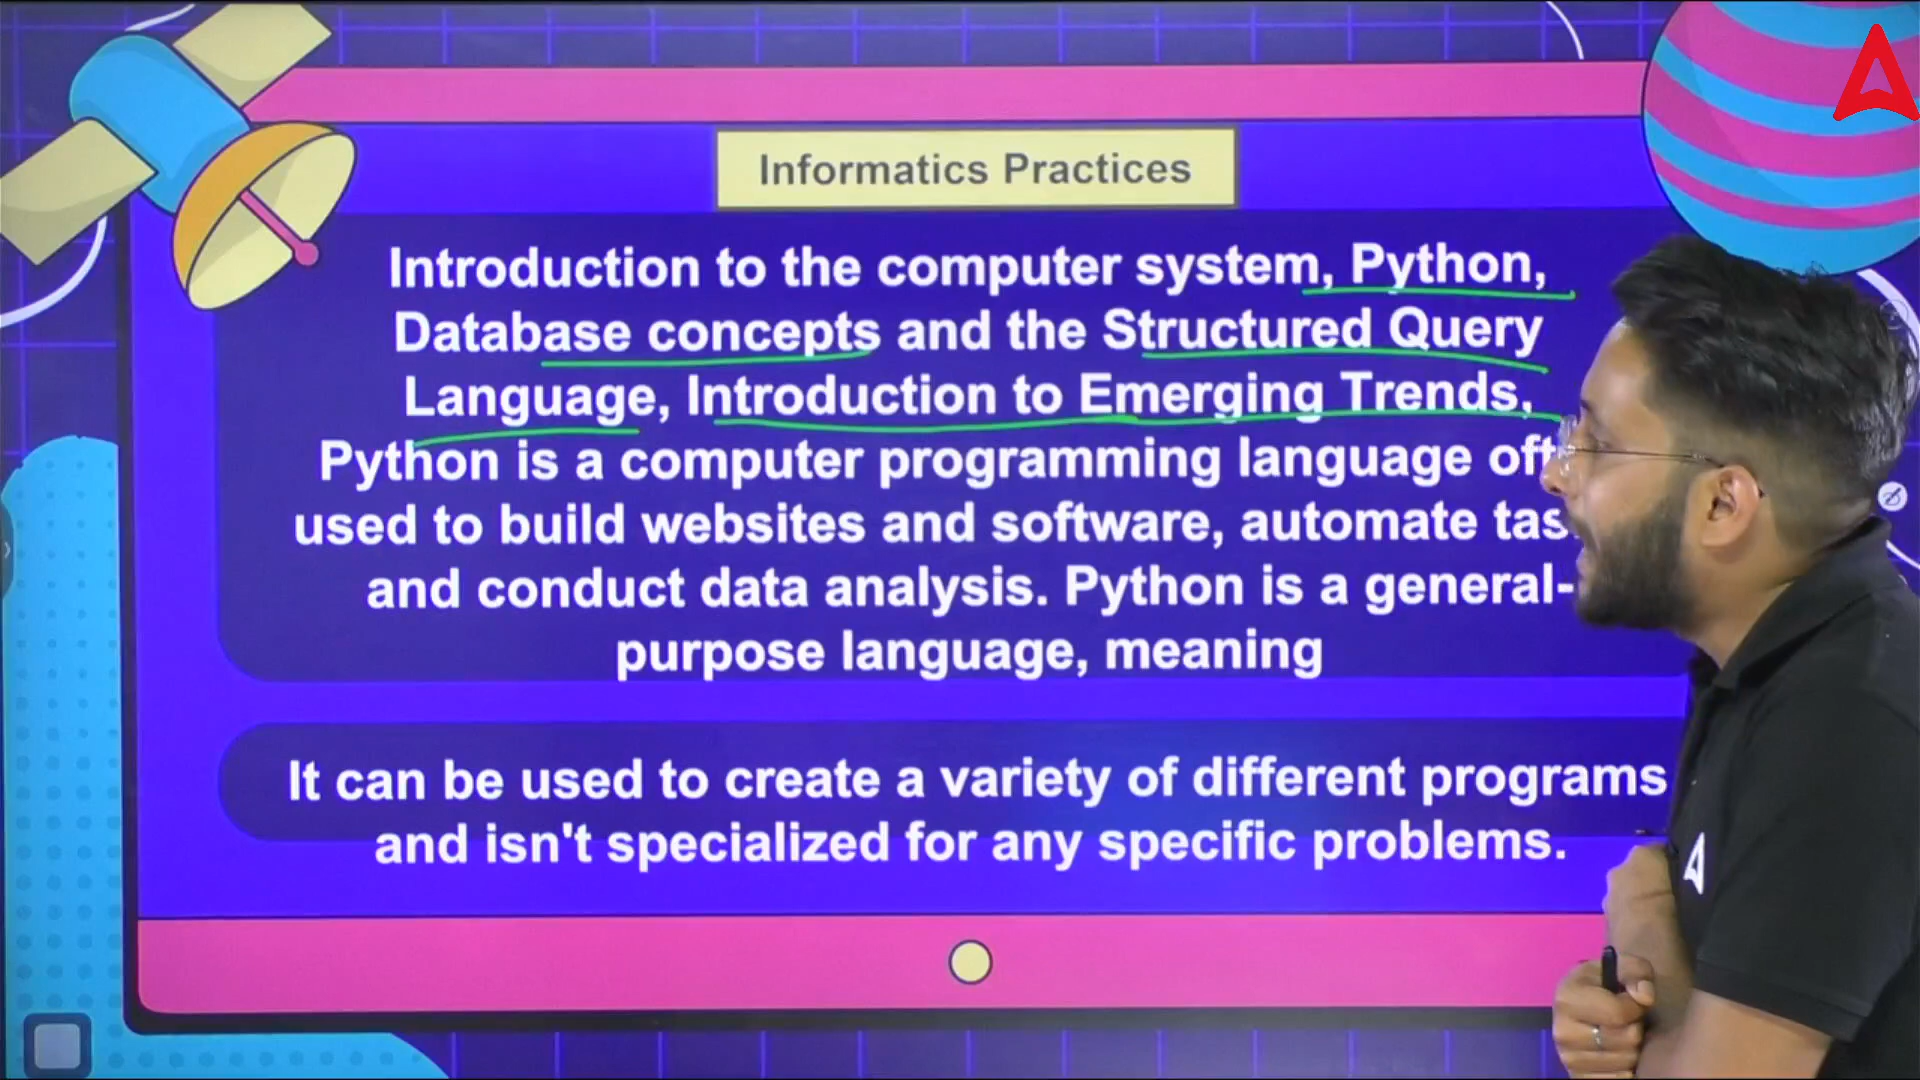 Informatics Practices
Introduction to the computer system, Python,
Database concepts and the Structured Query
Language, Introduction to Emerging Trends,
Python is a computer programming language
used to build websites and software, automate
and conduct data analysis. Python is a general-
purpose language, meaning
It can be used to create a variety of different programs
and isn't specialized for any specific problems.